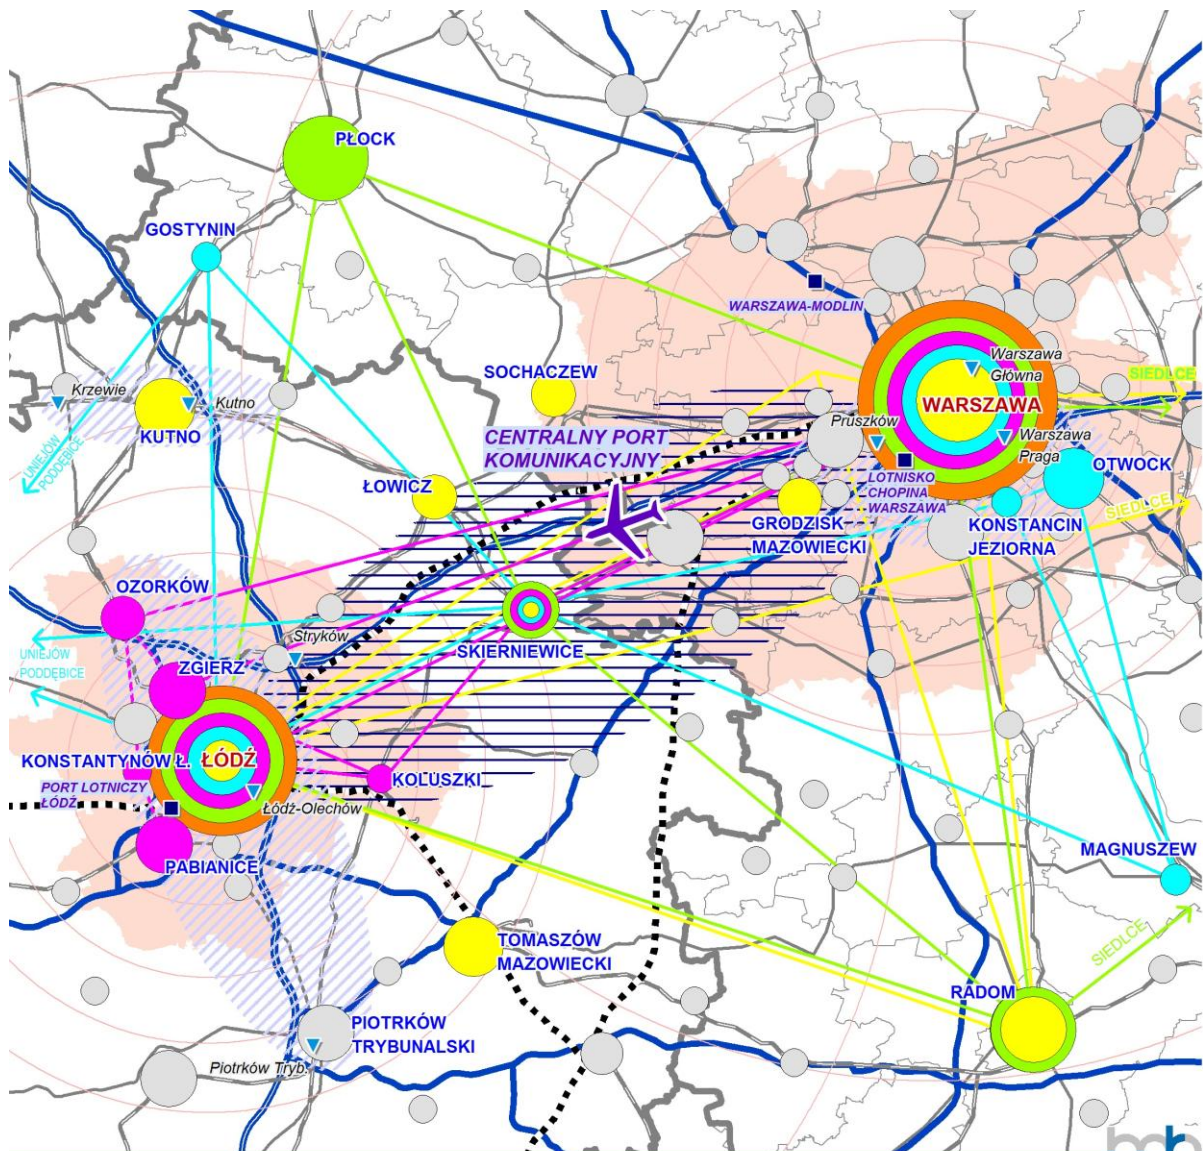 PŁOCK
GOSTYNIN
WARSZAWA-MODLIN
Warszawa
Główna
SIEDLCE
SOCHACZEW
Krzewie
Kutno
KUTNO
WARSZAWA
Pruszków
Warszawa
Praga
CENTRALNY PORT
KOMUNIKACYJNY
UNIEJÓW
PODDĘBICE
ŁOWICZ
LOTNISKO
CHOPINA
WARSZAWA
OTWOCK
SIEDLCE
GRODZISK
MAZOWIECKI
KONSTANCIN
JEZIORNA
OZORKÓW
Stryków
SKIERNIEWICE
UNIEJÓW
PODDĘBICE
ZGIERZ
KONSTANTYNÓW Ł.
ŁÓDŹ
KOLUSZKI
PORT LOTNICZY
ŁÓDŹ
Łódź-Olechów
PABIANICE
MAGNUSZEW
TOMASZÓW
MAZOWIECKI
SIEDLCE
RADOM
PIOTRKÓW
TRYBUNALSKI
Piotrków Tryb.